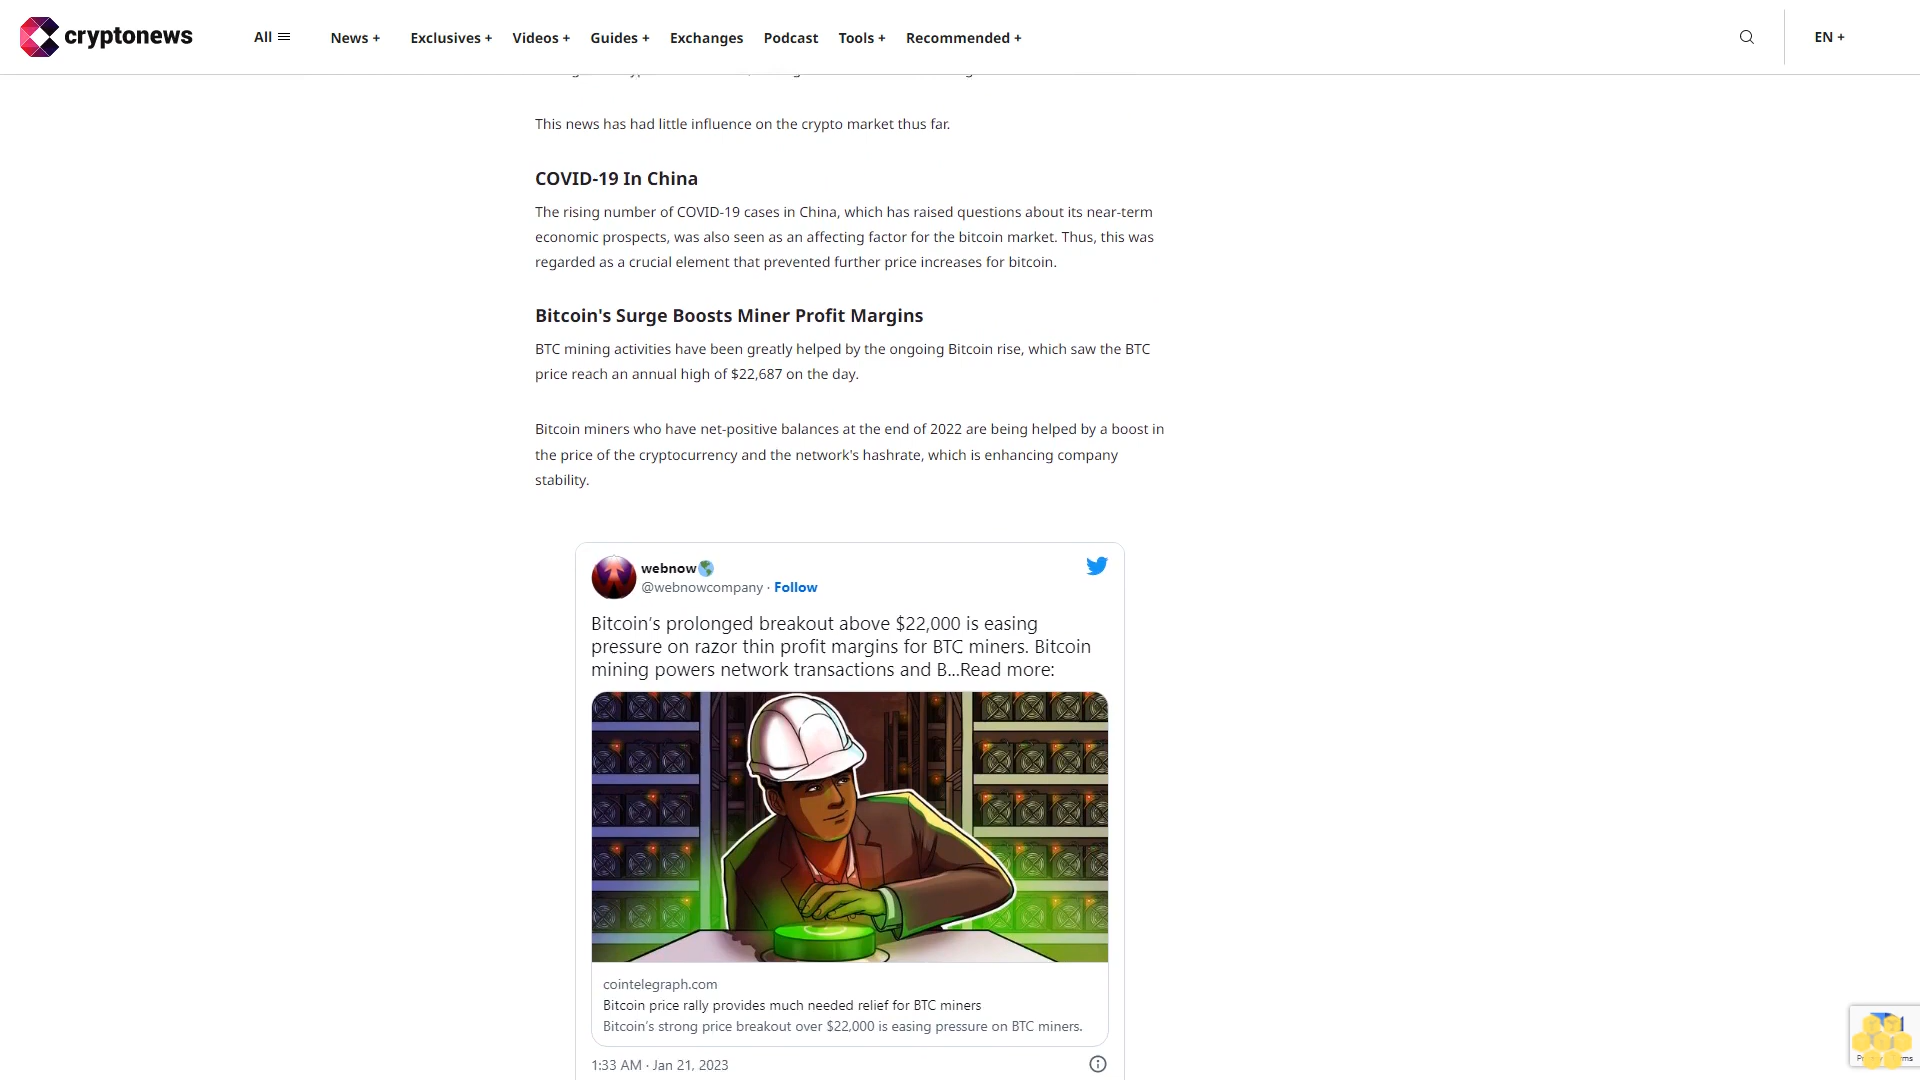 cryptonews
All
News +
Exclusives +
Videos +
Guides +
Exchanges
Podcast
Tools +
Recommended +
EN +
This news has had little influence on the crypto market thus far.
COVID-19 In China
The rising number of COVID-19 cases in China, which has raised questions about its near-term
economic prospects, was also seen as an affecting factor for the bitcoin market. Thus, this was
regarded as a crucial element that prevented further price increases for bitcoin.
Bitcoin's Surge Boosts Miner Profit Margins
BTC mining activities have been greatly helped by the ongoing Bitcoin rise, which saw the BTC
price reach an annual high of $22,687 on the day.
Bitcoin miners who have net-positive balances at the end of 2022 are being helped by a boost in
the price of the cryptocurrency and the network's hashrate, which is enhancing company
stability.
webnow
@webnowcompany · Follow
Bitcoin’s prolonged breakout above $22,000 is easing
pressure on razor thin profit margins for BTC miners. Bitcoin
mining powers network transactions and B...Read more:
cointelegraph.com
Bitcoin price rally provides much needed relief for BTC miners
Bitcoin’s strong price breakout over $22,000 is easing pressure on BTC miners.
1:33 AM · Jan 21, 2023